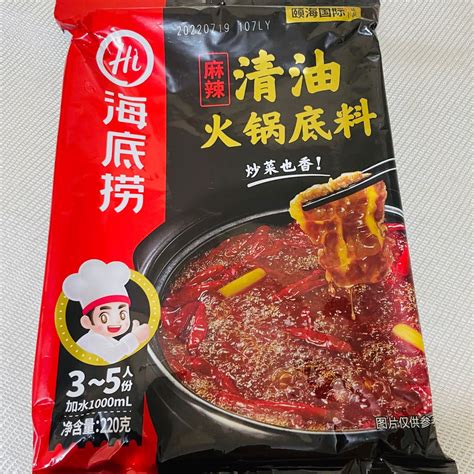 20220719 107LY
颐海国际
Hi
海底捞
麻辣
清油
火锅底料
炒菜也香!
3~5人份
加水1000mL
净含量:220克
图片仅供参